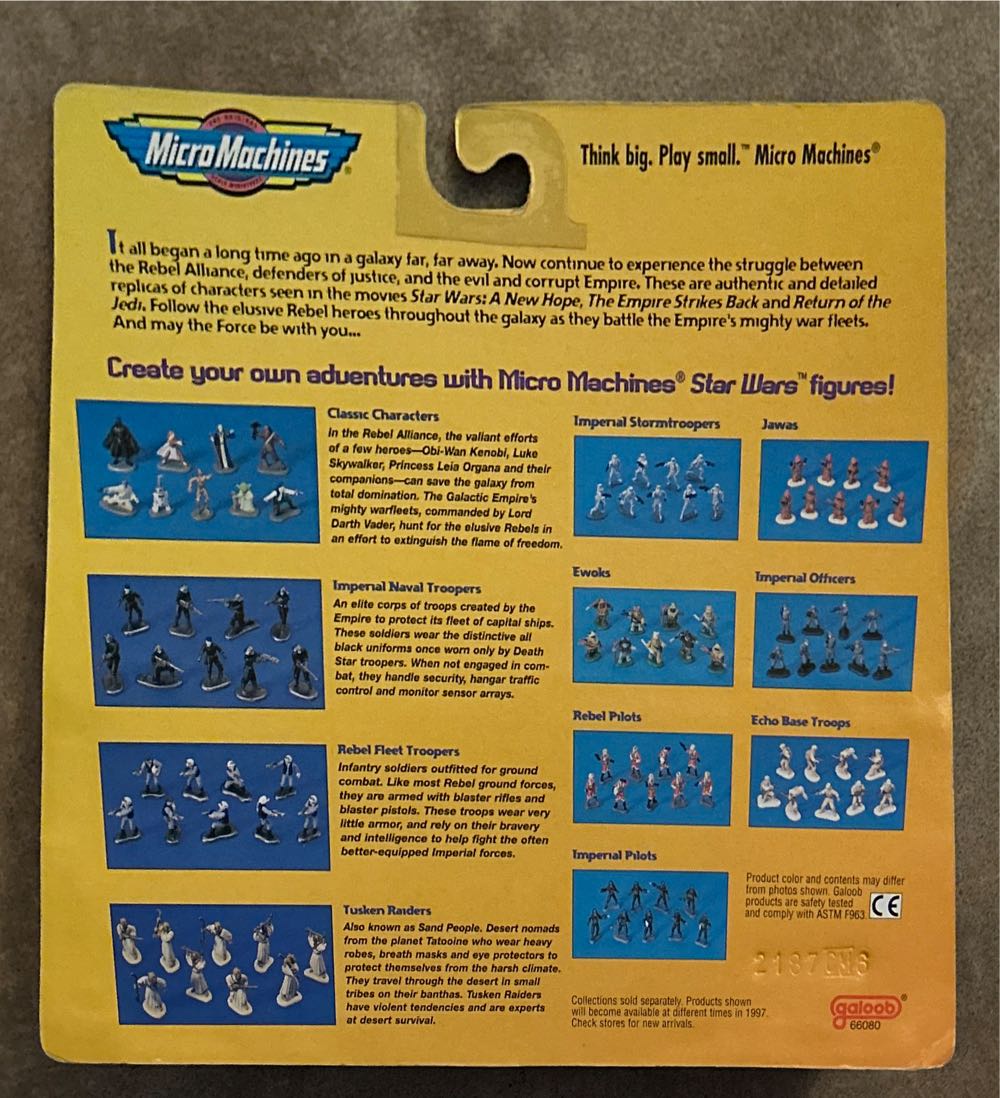 THE ORIGINAL
Micro Machines®
SCALE MINIATURES
Think big. Play small.™ Micro Machines®
It all began a long time ago in a galaxy far, far away. Now continue to experience the struggle between
the Rebel Alliance, defenders of justice, and the evil and corrupt Empire. These are authentic and detailed
replicas of characters seen in the movies Star Wars: A New Hope, The Empire Strikes Back and Return of the
Jedi. Follow the elusive Rebel heroes throughout the galaxy as they battle the Empire's mighty war fleets.
And may the Force be with you...
Create your own adventures with Micro Machines® Star Wars™ figures!
Classic Characters
In the Rebel Alliance, the valiant efforts
of a few heroes—Obi-Wan Kenobi, Luke
Skywalker, Princess Leia Organa and their
companions—can save the galaxy from
total domination. The Galactic Empire's
mighty warfleets, commanded by Lord
Darth Vader, hunt for the elusive Rebels in
an effort to extinguish the flame of freedom.
Imperial Naval Troopers
An elite corps of troops created by the
Empire to protect its fleet of capital ships.
These soldiers wear the distinctive all
black uniforms once worn only by Death
Star troopers. When not engaged in com-
bat, they handle security, hangar traffic
control and monitor sensor arrays.
Rebel Fleet Troopers
Infantry soldiers outfitted for ground
combat. Like most Rebel ground forces,
they are armed with blaster rifles and
blaster pistols. These troops wear very
little armor, and rely on their bravery
and intelligence to help fight the often
better-equipped Imperial forces.
Tusken Raiders
Also known as Sand People. Desert nomads
from the planet Tatooine who wear heavy
robes, breath masks and eye protectors to
protect themselves from the harsh climate.
They travel through the desert in small
tribes on their banthas. Tusken Raiders
have violent tendencies and are experts
at desert survival.
Imperial Stormtroopers
Jawas
Ewoks
Imperial Officers
Rebel Pilots
Echo Base Troops
Imperial Pilots
Product color and contents may differ
from photos shown. Galoob
products are safety tested
and comply with ASTM F963.
CE
Collections sold separately. Products shown
will become available at different times in 1997.
Check stores for new arrivals.
galoob®
66080